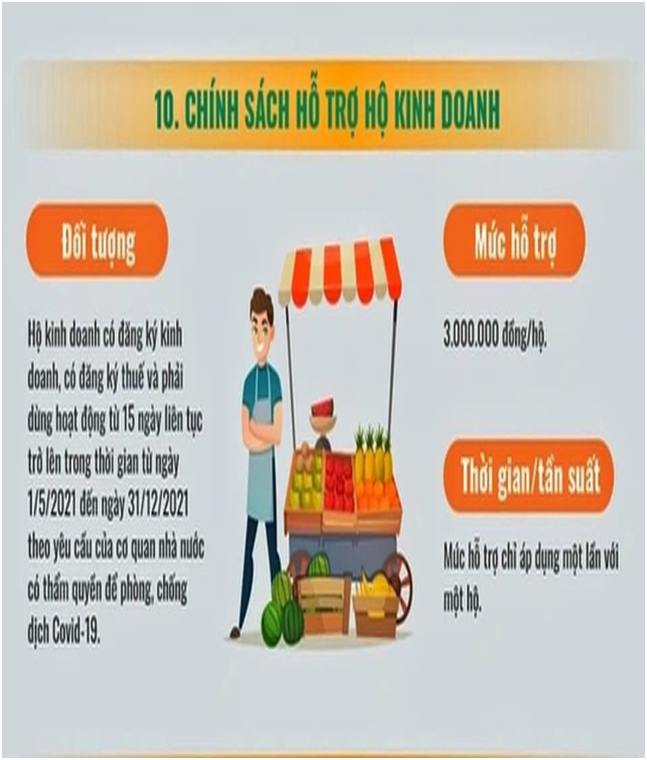 10. CHÍNH SÁCH HỖ TRỢ HỘ KINH DOANH
Đối tượng
Hộ kinh doanh có đăng ký kinh
doanh, có đăng ký thuế và phải
dừng hoạt động từ 15 ngày liên tục
trở lên trong thời gian từ ngày
1/5/2021 đến ngày 31/12/2021
theo yêu cầu của cơ quan nhà nước
có thẩm quyền để phòng, chống
dịch Covid-19.
Mức hỗ trợ
3.000.000 đồng/hộ.
Thời gian/tần suất
Mức hỗ trợ chỉ áp dụng một lần với
một hộ.